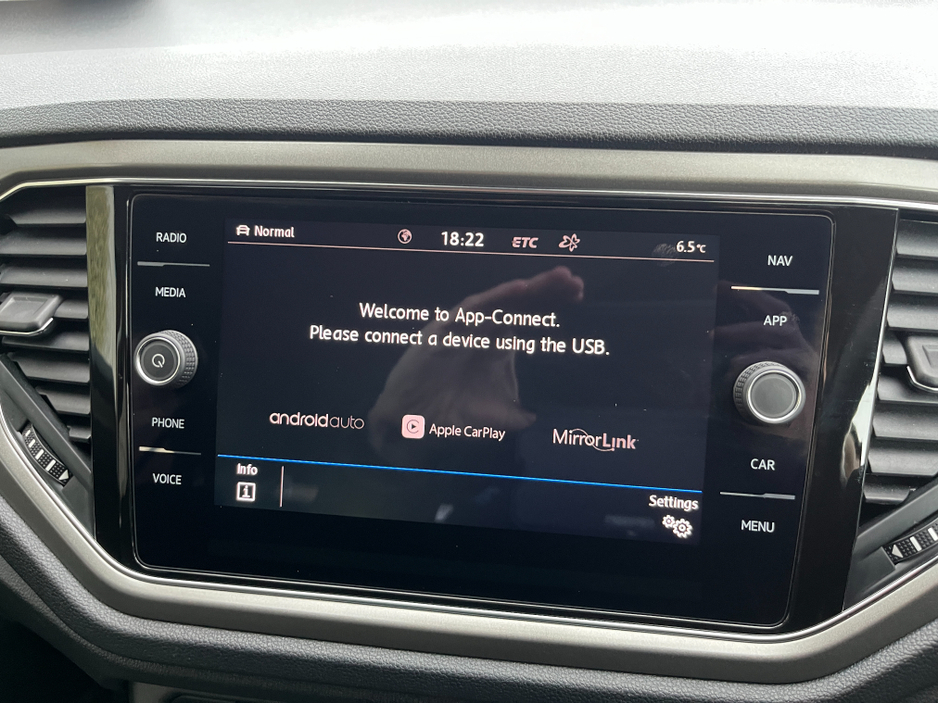 RADIO
MEDIA
PHONE
VOICE
Normal
18:22
ETC
6.5°C
Welcome to App-Connect.
Please connect a device using the USB.
androidauto
Apple CarPlay
MirrorLink
Info
i
Settings
NAV
APP
CAR
MENU